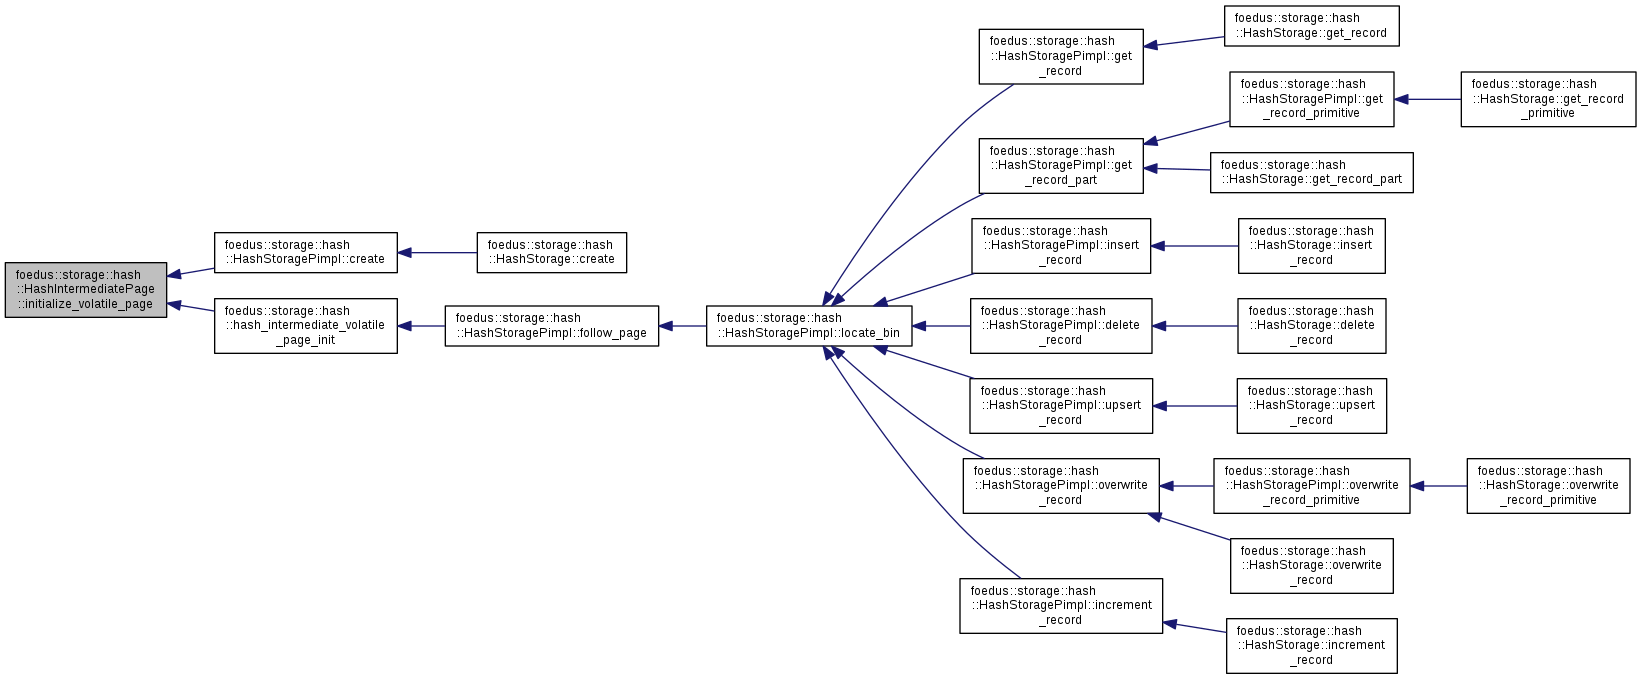 foedus::storage::hash
::HashIntermediatePage
::initialize_volatile_page
foedus::storage::hash
::HashStoragePimpl::create
foedus::storage::hash
::HashStorage::create
foedus::storage::hash
::hash_intermediate_volatile
_page_init
foedus::storage::hash
::HashStoragePimpl::follow_page
foedus::storage::hash
::HashStoragePimpl::locate_bin
foedus::storage::hash
::HashStoragePimpl::get
_record
foedus::storage::hash
::HashStorage::get_record
foedus::storage::hash
::HashStoragePimpl::get
_record_part
foedus::storage::hash
::HashStoragePimpl::get
_record_primitive
foedus::storage::hash
::HashStorage::get_record
_primitive
foedus::storage::hash
::HashStorage::get_record_part
foedus::storage::hash
::HashStoragePimpl::insert
_record
foedus::storage::hash
::HashStorage::insert
_record
foedus::storage::hash
::HashStoragePimpl::delete
_record
foedus::storage::hash
::HashStorage::delete
_record
foedus::storage::hash
::HashStoragePimpl::upsert
_record
foedus::storage::hash
::HashStorage::upsert
_record
foedus::storage::hash
::HashStoragePimpl::overwrite
_record
foedus::storage::hash
::HashStoragePimpl::overwrite
_record_primitive
foedus::storage::hash
::HashStorage::overwrite
_record_primitive
foedus::storage::hash
::HashStorage::overwrite
_record
foedus::storage::hash
::HashStoragePimpl::increment
_record
foedus::storage::hash
::HashStorage::increment
_record